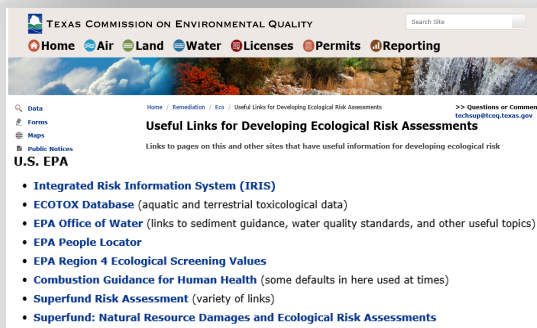 TEXAS COMMISSION ON ENVIRONMENTAL QUALITY
Search Site
Home Air Land Water Licenses Permits Reporting
Data
Forms
Maps
Public Notices
Home / Remediation / Eco / Useful Links for Developing Ecological Risk Assessments
>> Questions or Commen
techsup@tceq.texas.gov
Useful Links for Developing Ecological Risk Assessments
Links to pages on this and other sites that have useful information for developing ecological risk
U.S. EPA
• Integrated Risk Information System (IRIS)
• ECOTOX Database (aquatic and terrestrial toxicological data)
• EPA Office of Water (links to sediment guidance, water quality standards, and other useful topics)
• EPA People Locator
• EPA Region 4 Ecological Screening Values
• Combustion Guidance for Human Health (some defaults in here used at times)
• Superfund Risk Assessment (variety of links)
• Superfund: Natural Resource Damages and Ecological Risk Assessments